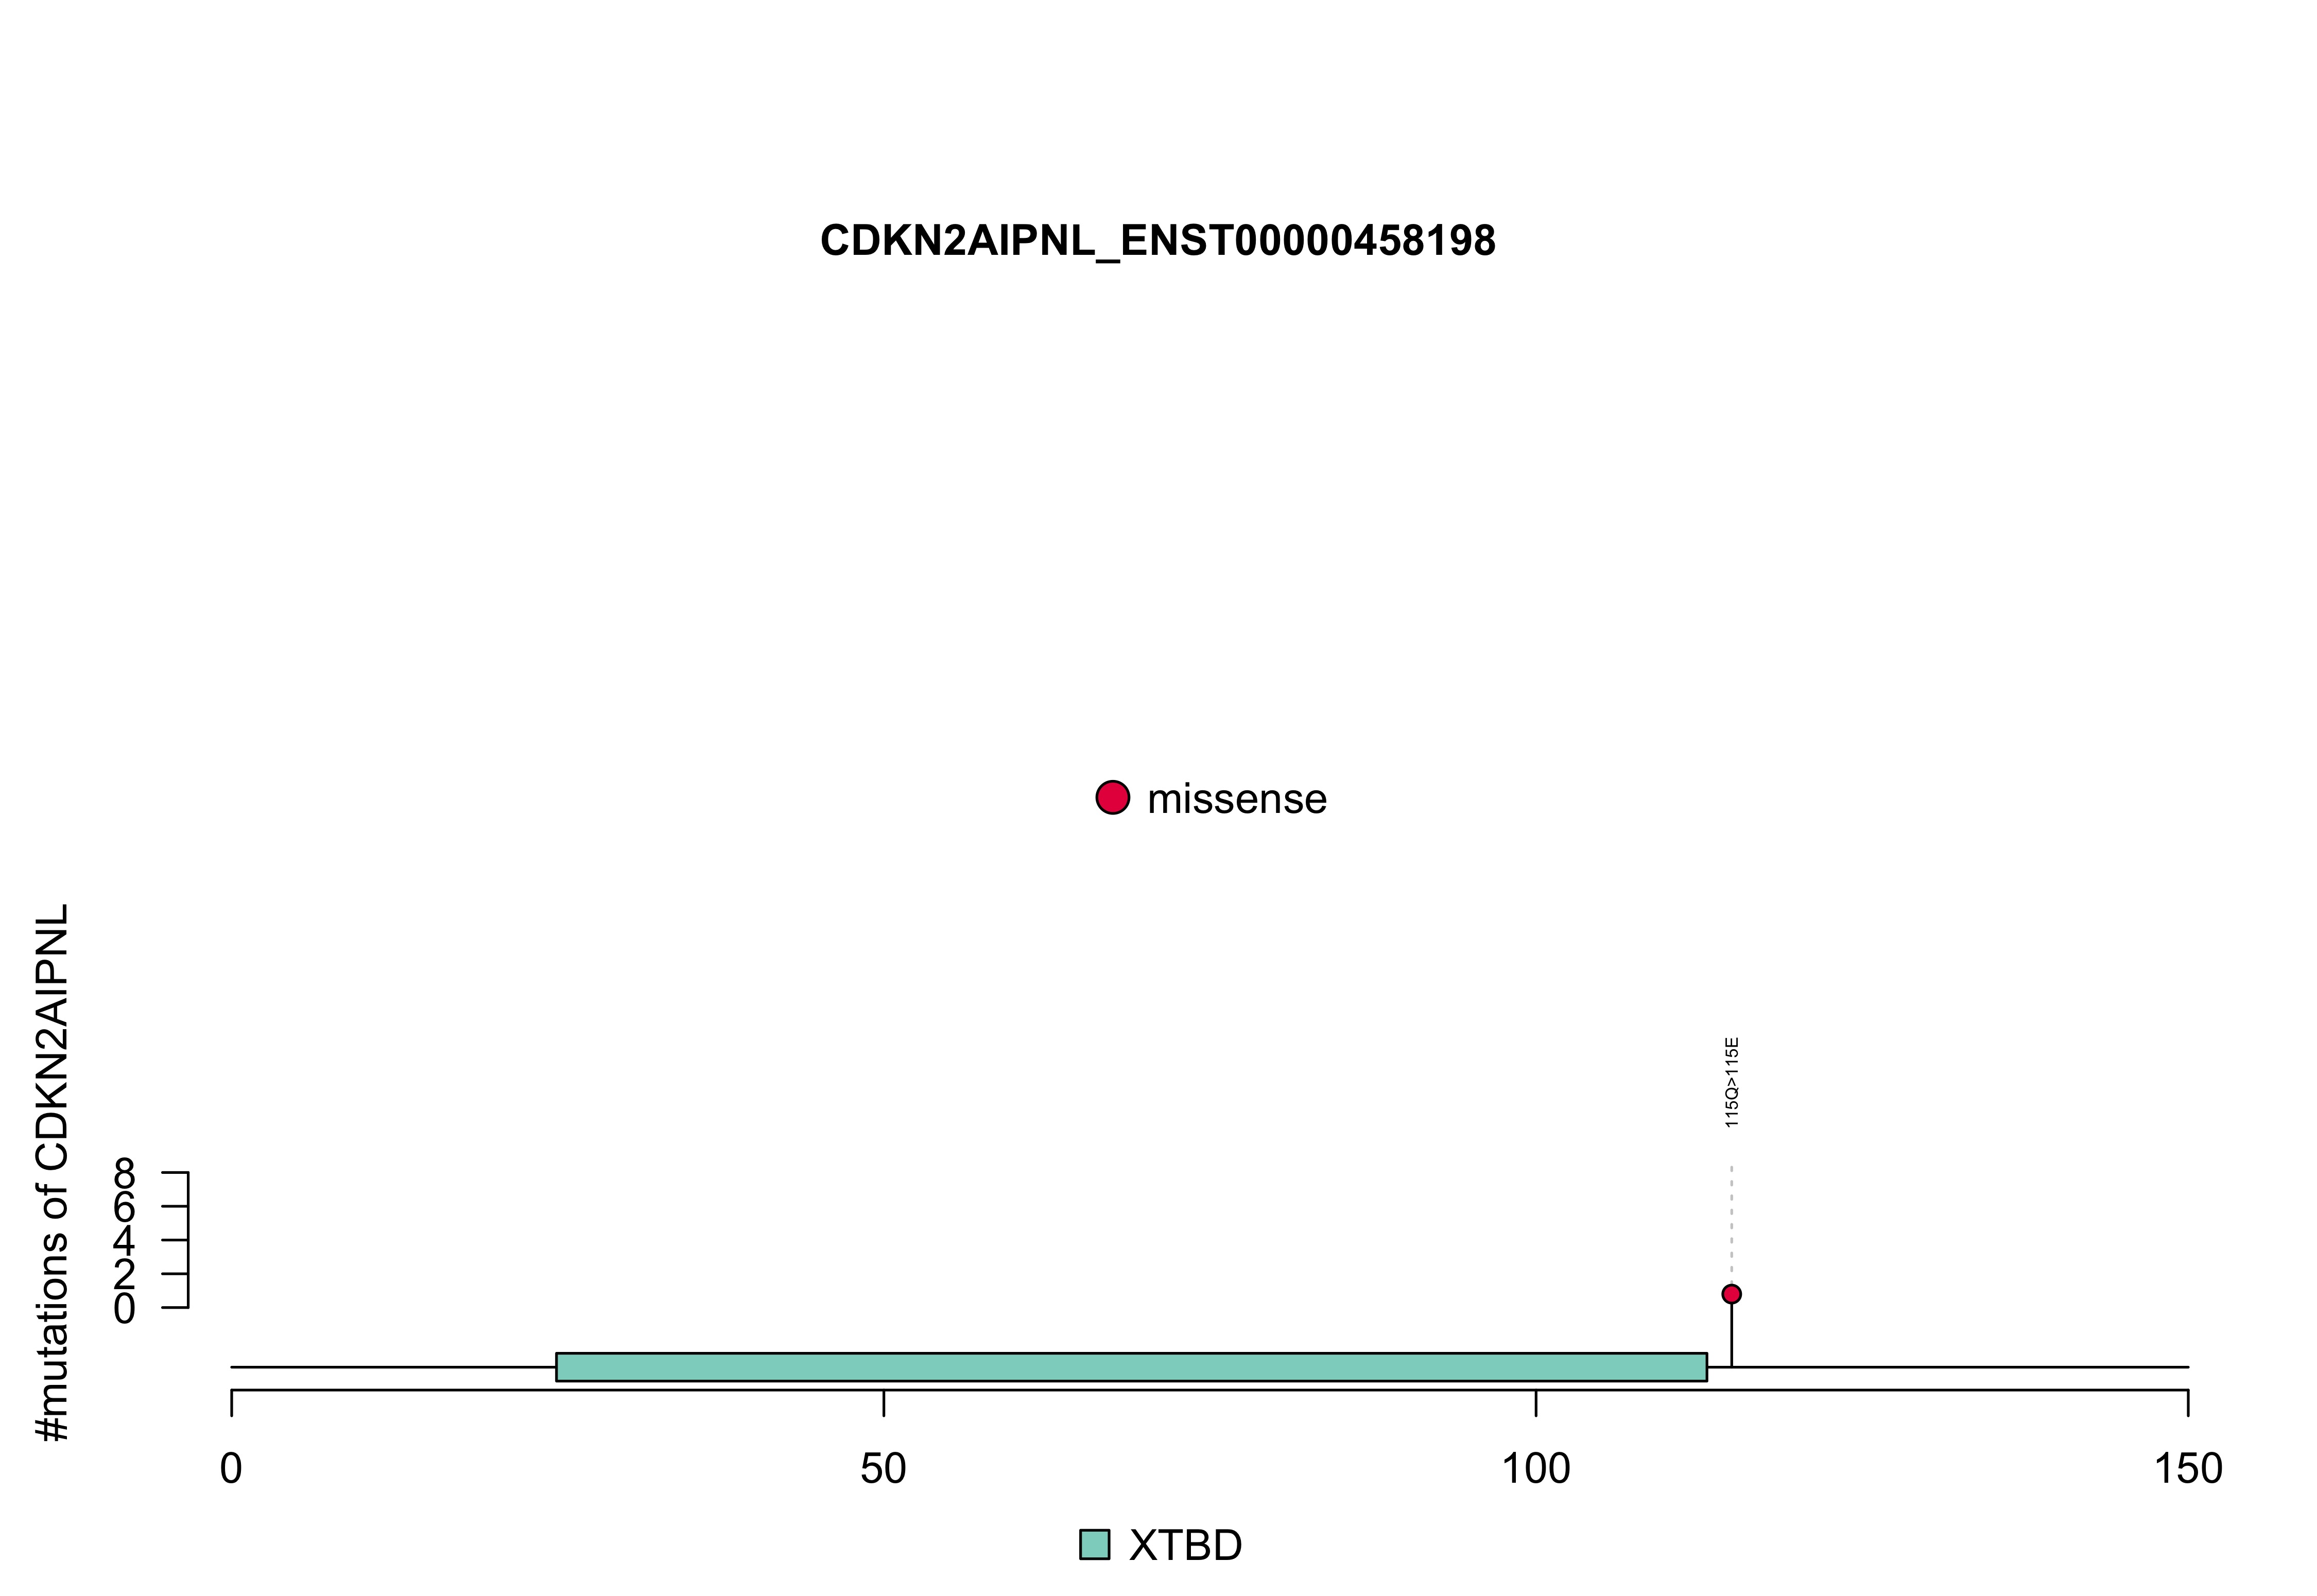 CDKN2AIPNL_ENST00000458198
missense
#mutations of CDKN2AIPNL
115Q>115E
8
6
4
2
0
0 50 100 150
XTBD